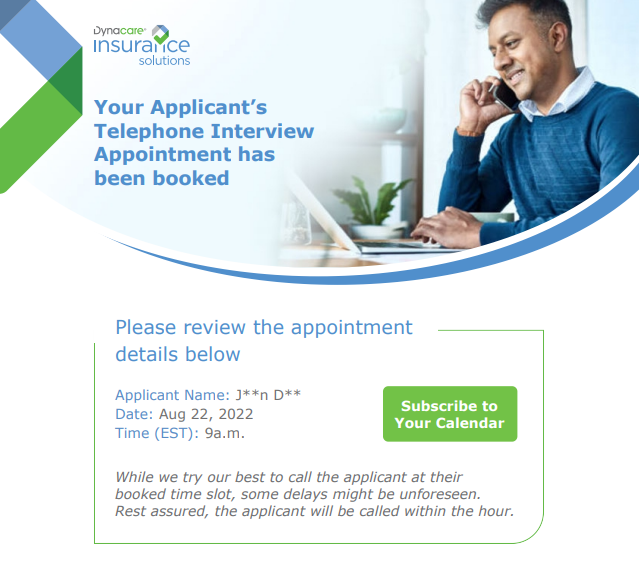 Dynacare®
insurance
solutions
Your Applicant's
Telephone Interview
Appointment has
been booked
Please review the appointment
details below
Applicant Name: J**n D**
Date: Aug 22, 2022
Time (EST): 9a.m.
Subscribe to
Your Calendar
While we try our best to call the applicant at their
booked time slot, some delays might be unforeseen.
Rest assured, the applicant will be called within the hour.